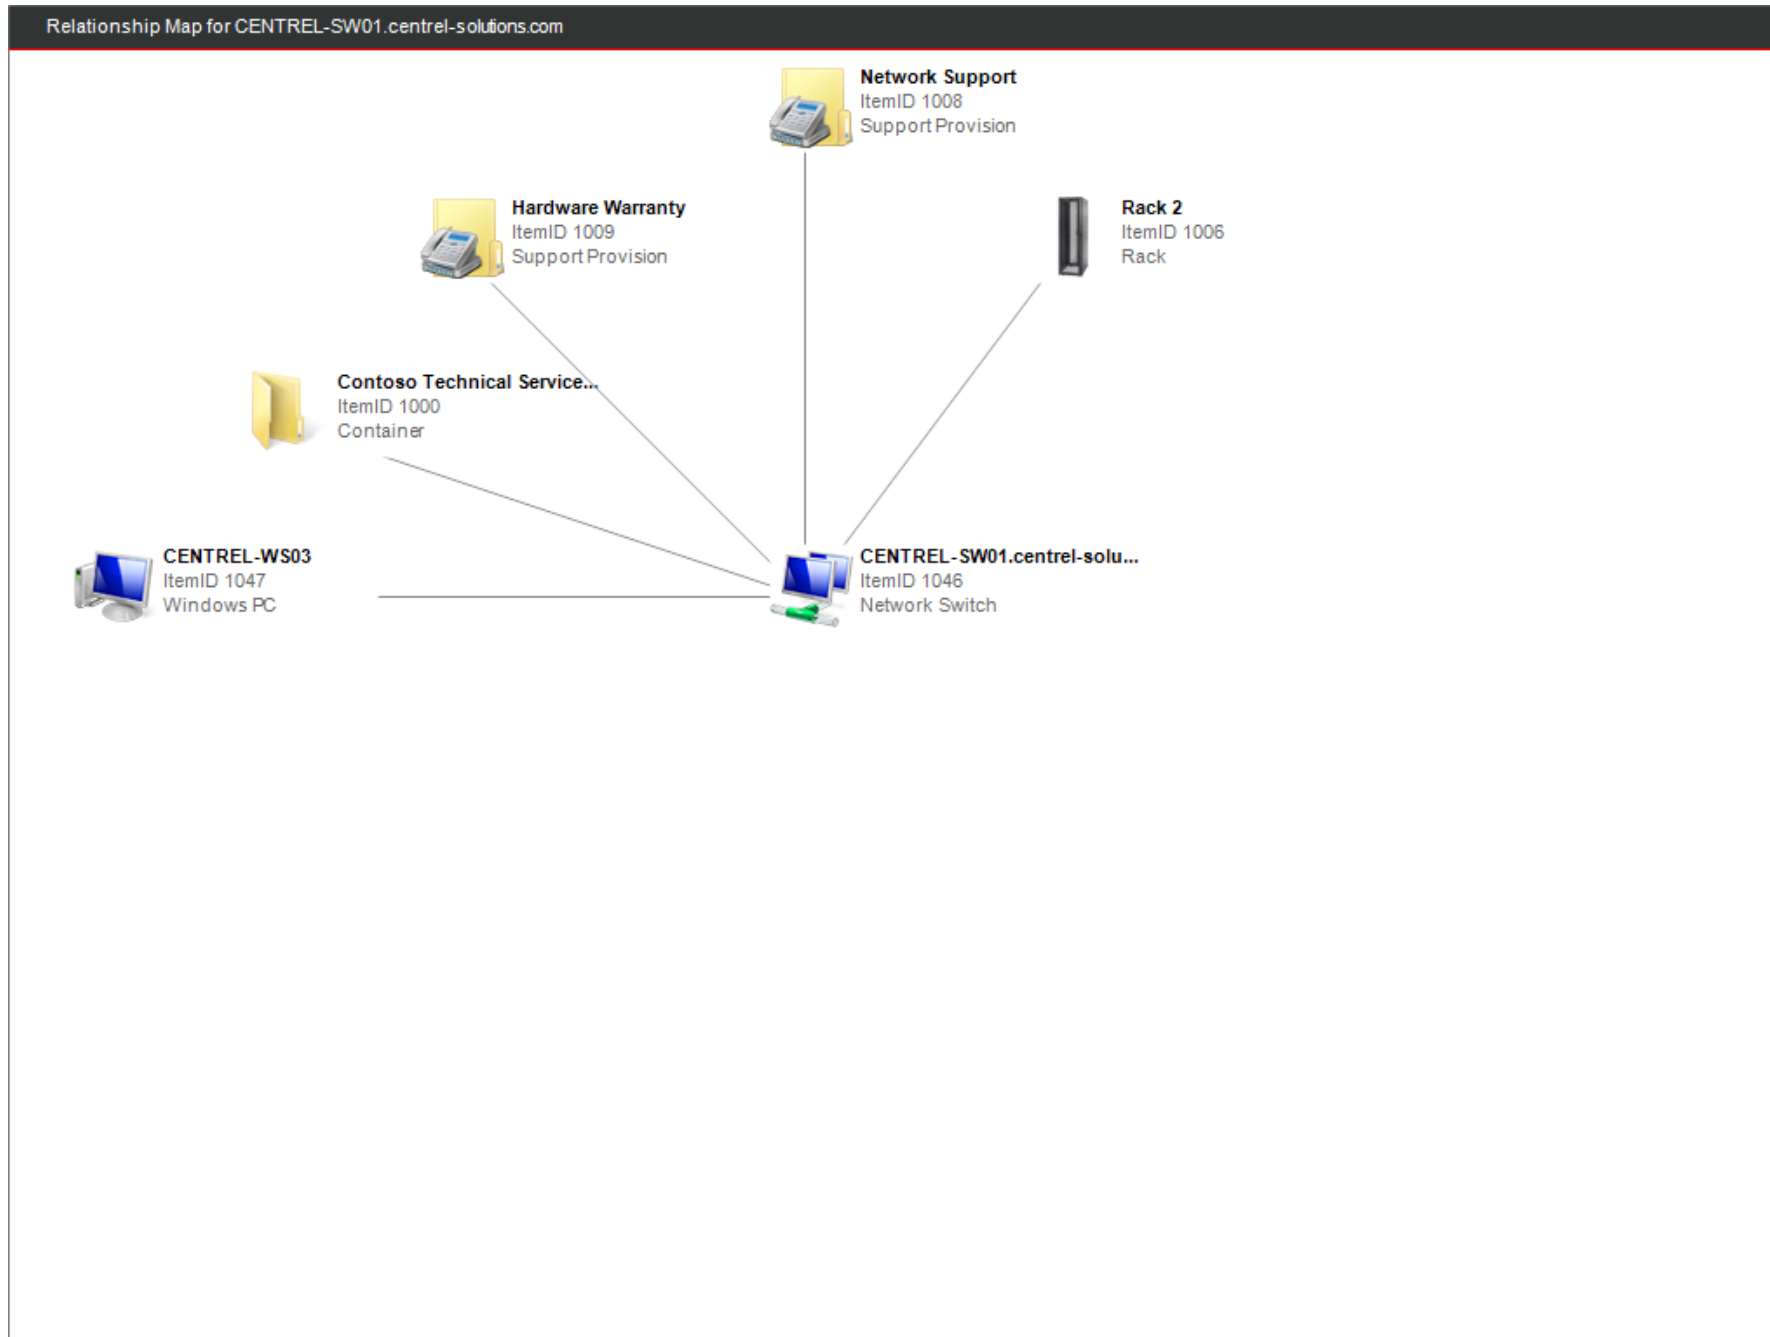 Relationship Map for CENTREL-SW01.centrel-solutions.com
Network Support
ItemID 1008
Support Provision
Hardware Warranty
ItemID 1009
Support Provision
Rack 2
ItemID 1006
Rack
Contoso Technical Service...
ItemID 1000
Container
CENTREL-WS03
ItemID 1047
Windows PC
CENTREL-SW01.centrel-solu...
ItemID 1046
Network Switch